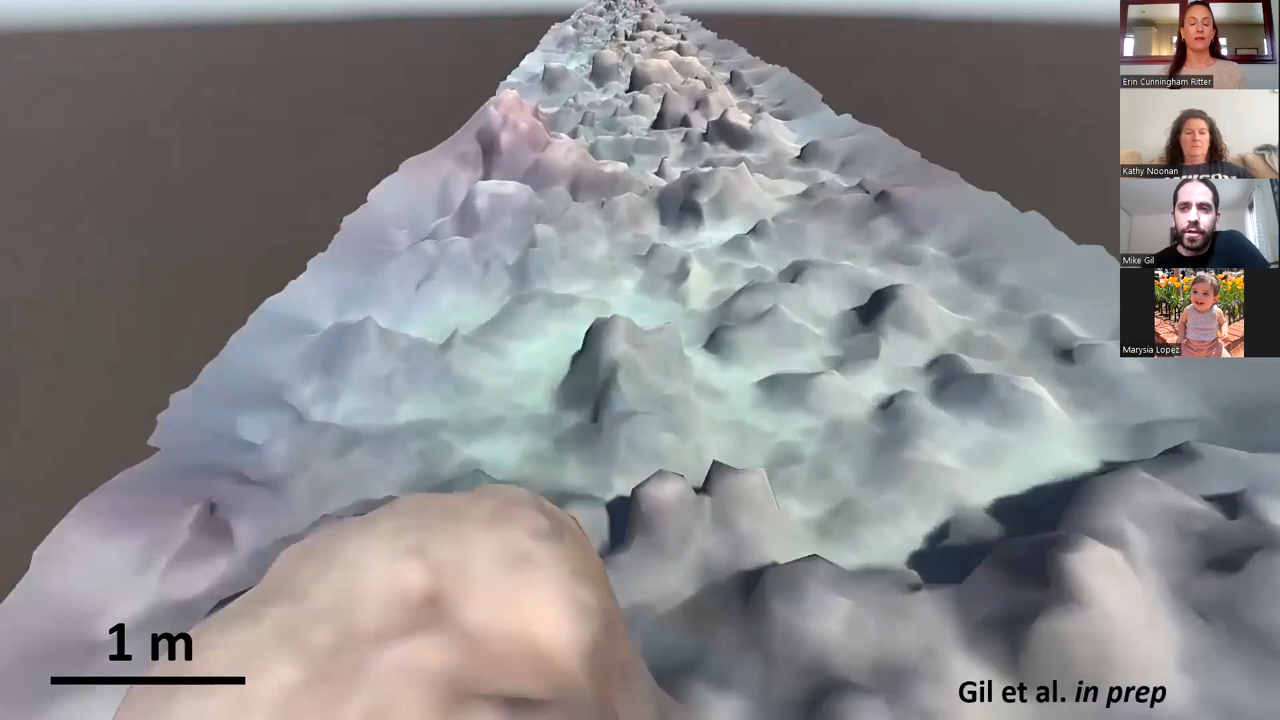 Erin Cunningham Ritter
Kathy Noonan
Mike Gil
Marysia Lopez
1 m
Gil et al. in prep